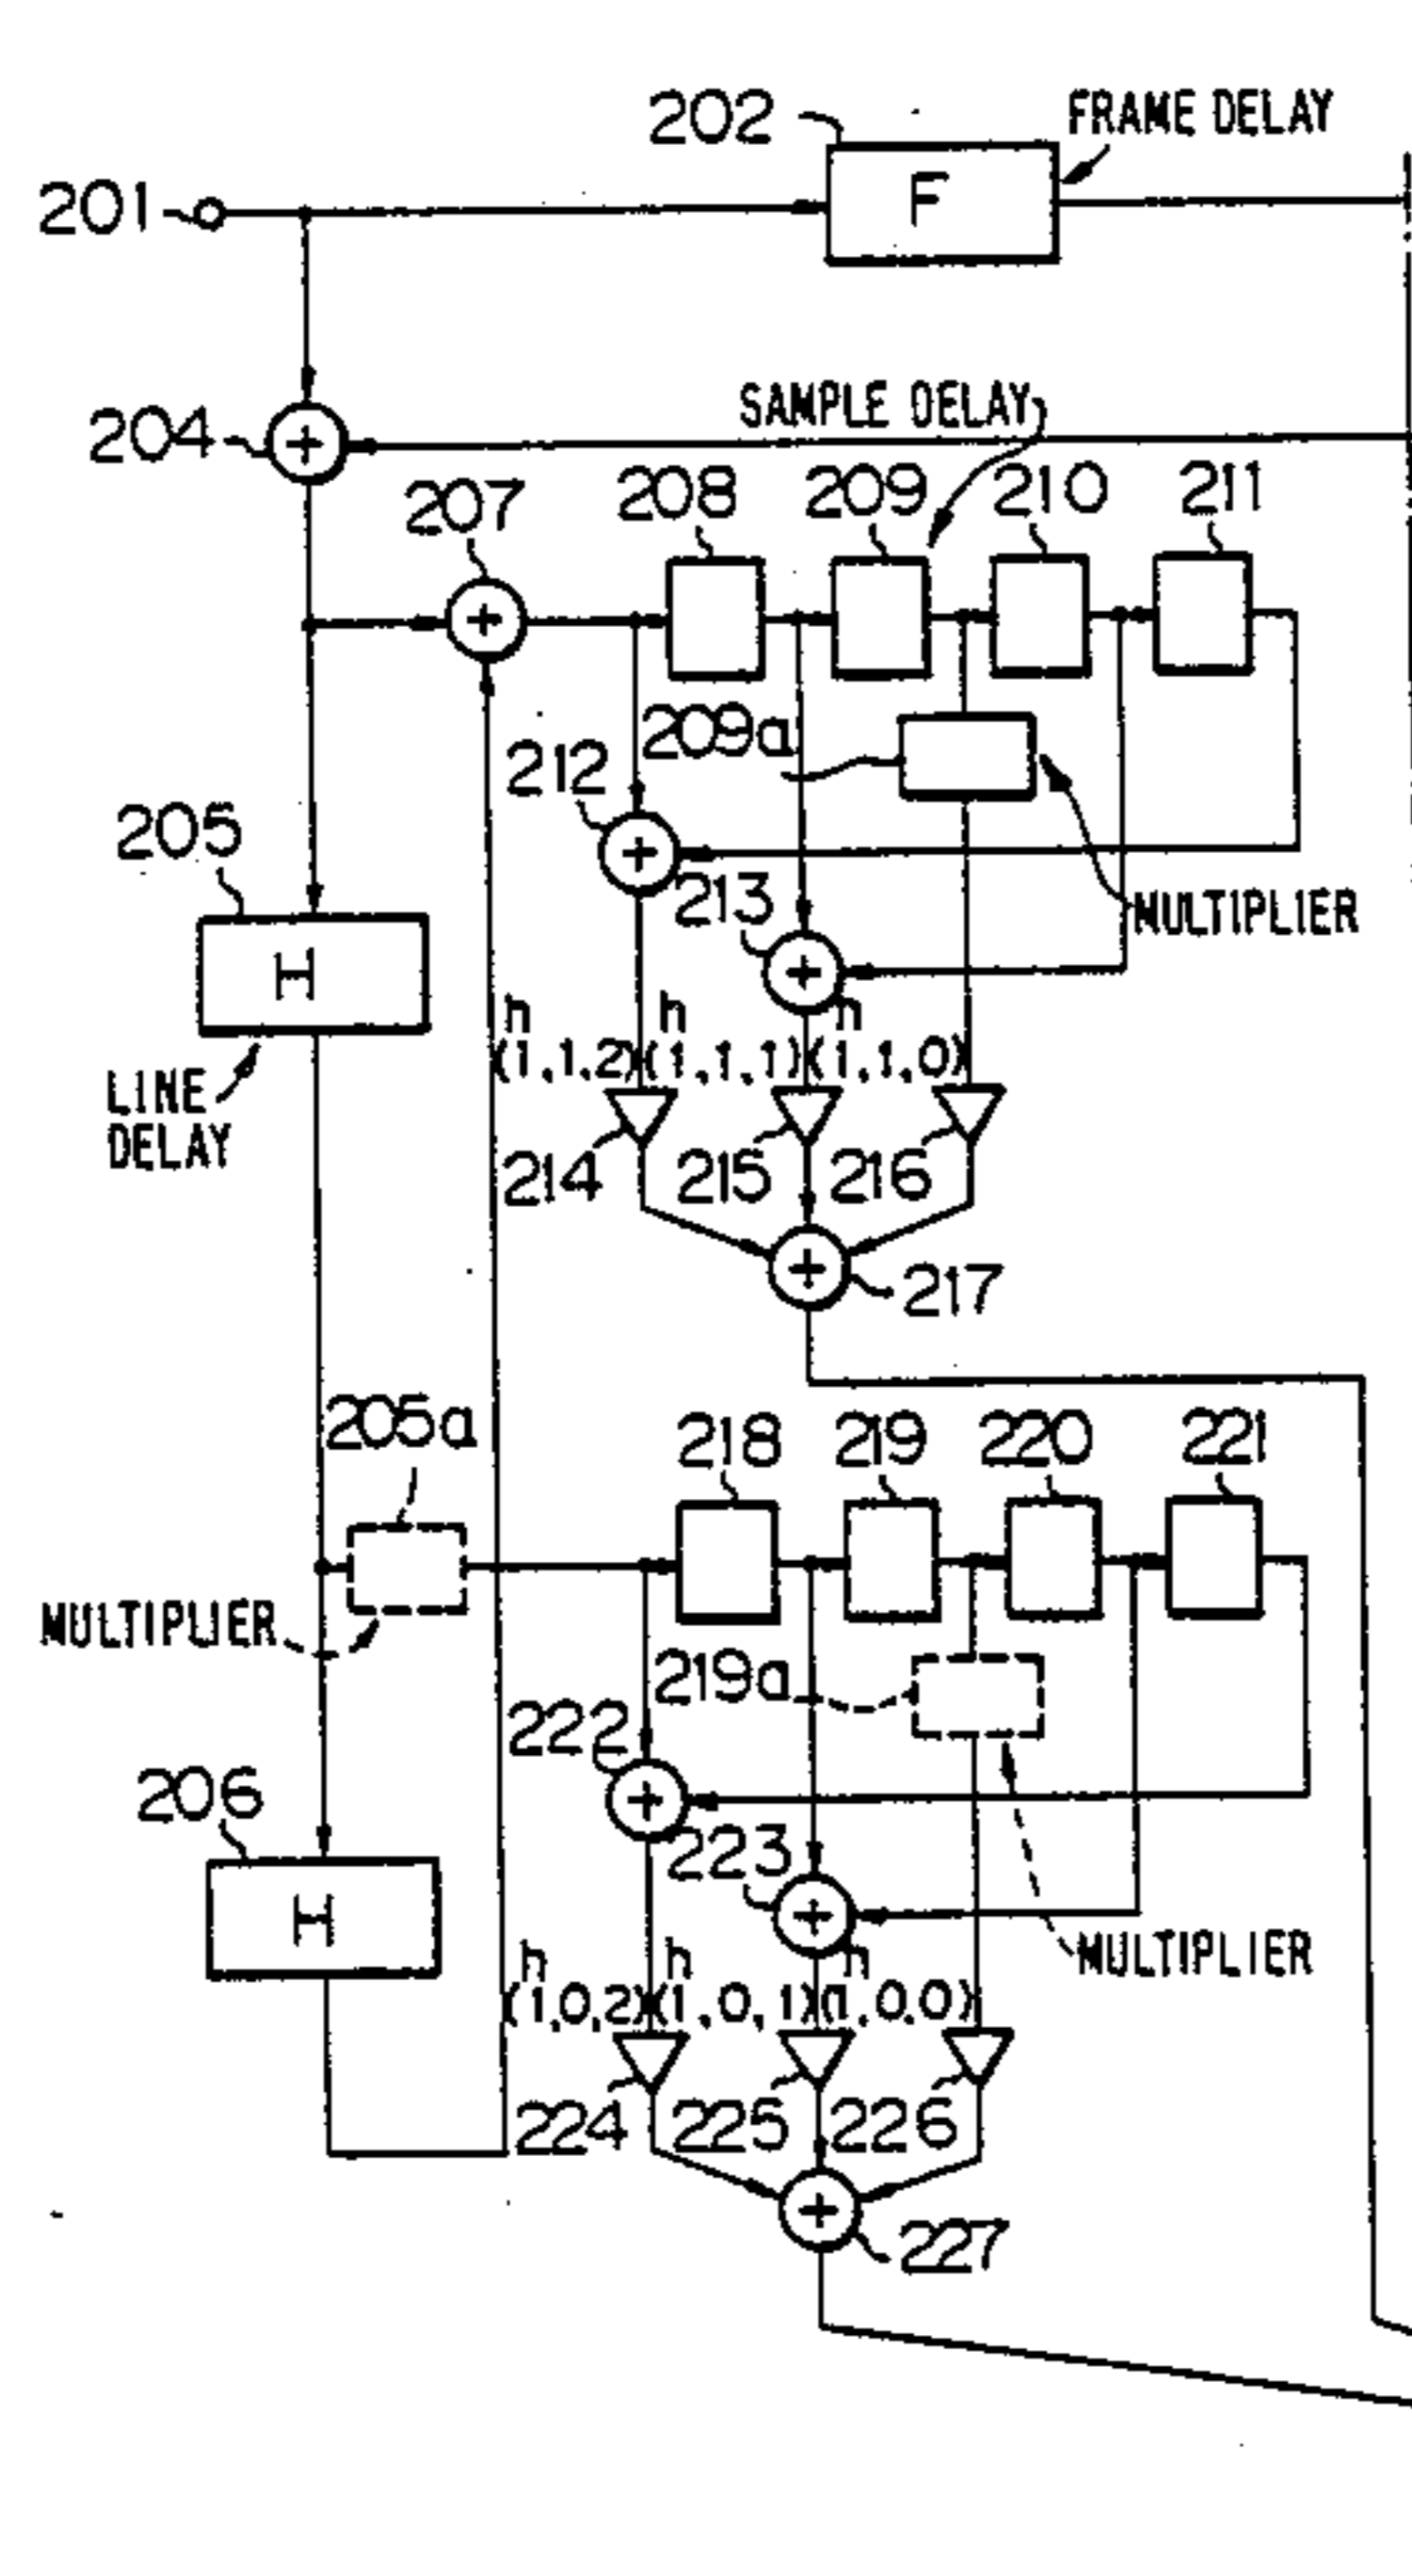 202
FRAME DELAY
201
F
204
SAMPLE DELAY
207
208
209
210
211
209a
212
205
213
MULTIPLIER
H
h
h
h
(1,1,2)
(1,1,1)
(1,1,0)
LINE
DELAY
214
215
216
217
205a
218
219
220
221
MULTIPLIER
219a
222
206
223
H
MULTIPLIER
h
h
h
(1,0,2)
(1,0,1)
(1,0,0)
224
225
226
227